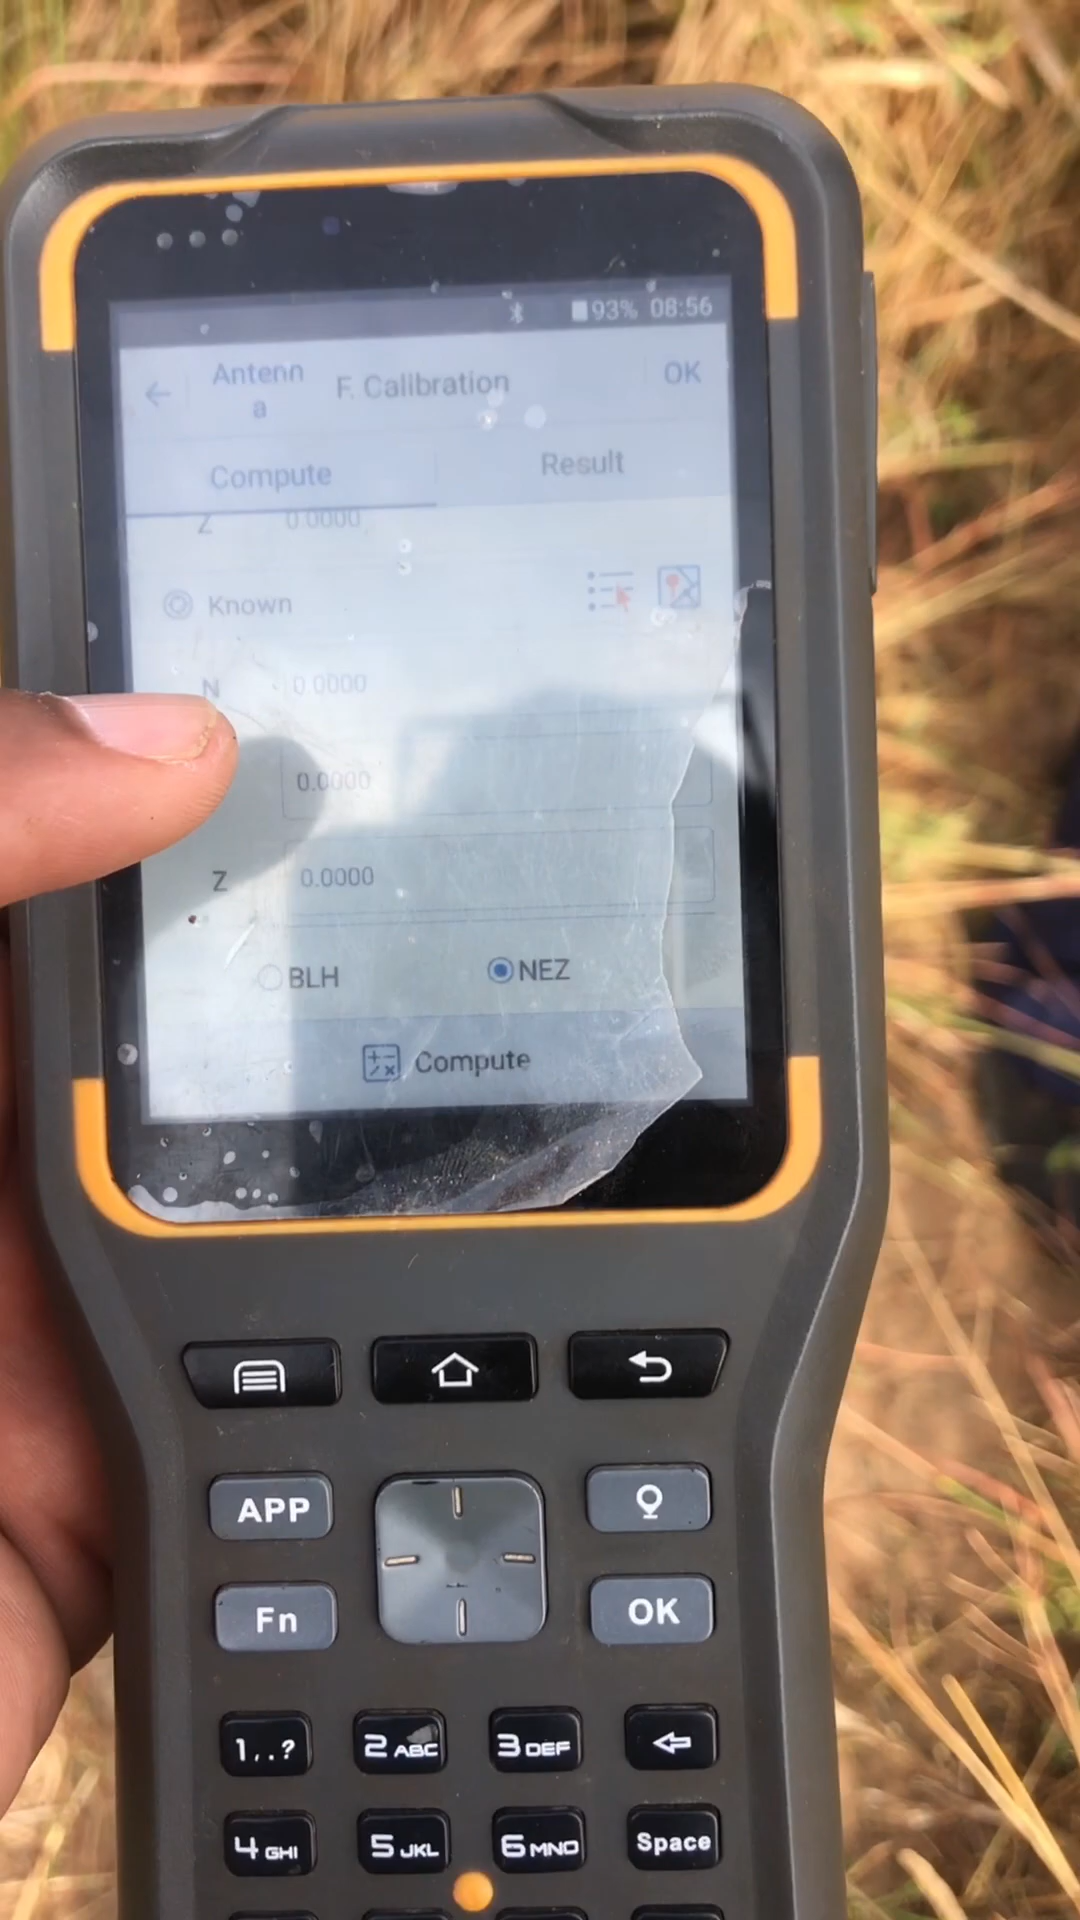 93% 08:56
Antenn
a
F. Calibration
OK
Compute
Result
Z 0.0000
Known
N 0.0000
0.0000
Z 0.0000
BLH NEZ
Compute
APP
Fn
OK
1,.? 2 ABC 3 DEF
4 GHI 5 JKL 6 MNO Space